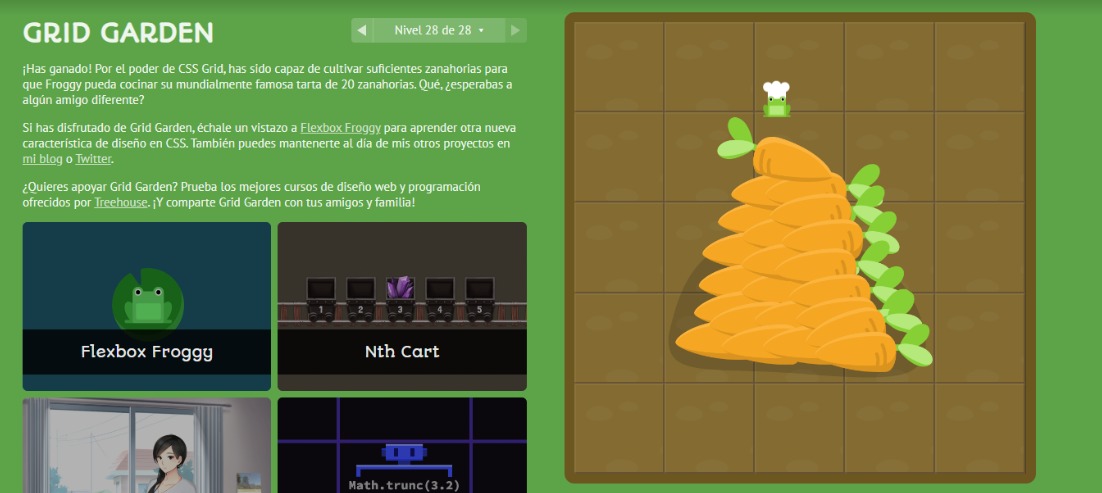 GRID GARDEN
Nivel 28 de 28
¡Has ganado! Por el poder de CSS Grid, has sido capaz de cultivar suficientes zanahorias para
que Froggy pueda cocinar su mundialmente famosa tarta de 20 zanahorias. Qué, ¿esperabas a
algún amigo diferente?
Si has disfrutado de Grid Garden, échale un vistazo a Flexbox Froggy para aprender otra nueva
característica de diseño en CSS. También puedes mantenerte al día de mis otros proyectos en
mi blog o Twitter.
¿Quieres apoyar Grid Garden? Prueba los mejores cursos de diseño web y programación
ofrecidos por Treehouse. ¡Y comparte Grid Garden con tus amigos y familia!
1 2 3 4 5
Flexbox Froggy
Nth Cart
Math.trunc(3.2)